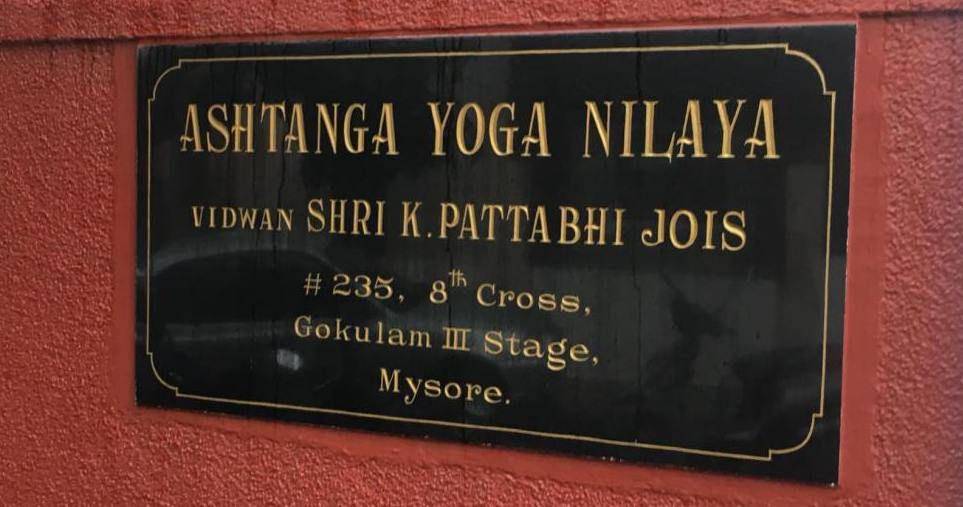 ASHTANGA YOGA NILAYA
VIDWAN SHRI K. PATTABHI JOIS
# 235, 8th Cross,
Gokulam III Stage,
Mysore.